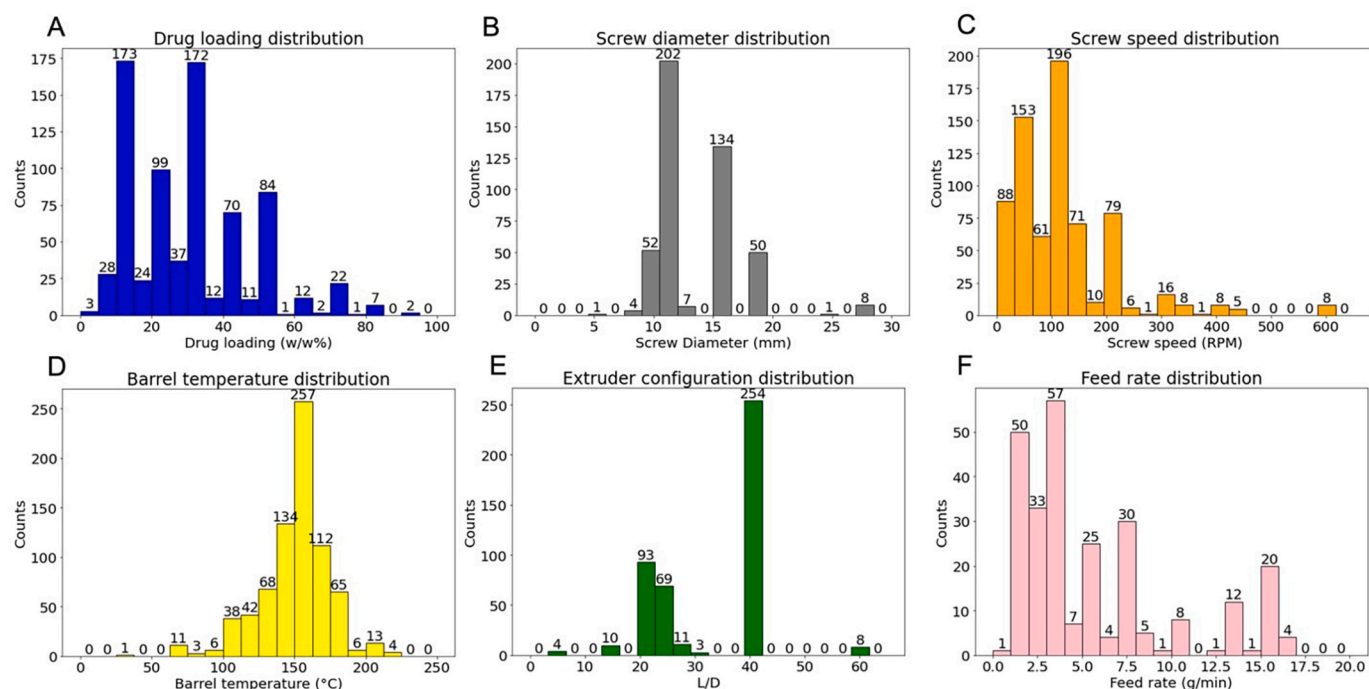 A
Drug loading distribution
Counts
175
150
125
100
75
50
25
0
3 28 173 24 99 37 172 12 70 11 84 1 12 2 22 1 7 0 2 0
0 20 40 60 80 100
Drug loading (w/w%)
B
Screw diameter distribution
Counts
200
175
150
125
100
75
50
25
0
0 0 0 1 0 4 52 202 7 0 134 0 50 0 0 0 1 0 8 0
0 5 10 15 20 25 30
Screw Diameter (mm)
C
Screw speed distribution
Counts
200
175
150
125
100
75
50
25
0
88 153 61 196 71 10 79 6 1 16 8 1 8 5 0 0 0 0 8 0
0 100 200 300 400 500 600
Screw speed (RPM)
D
Barrel temperature distribution
Counts
250
200
150
100
50
0
0 0 1 0 0 11 3 6 38 42 68 134 257 112 65 6 13 4 0 0
0 50 100 150 200 250
Barrel temperature (°C)
E
Extruder configuration distribution
Counts
250
200
150
100
50
0
0 4 0 0 10 0 93 69 11 3 0 0 254 0 0 0 0 0 8 0
0 10 20 30 40 50 60
L/D
F
Feed rate distribution
Counts
50
40
30
20
10
0
1 50 33 57 7 25 4 30 5 1 8 0 1 12 1 20 4 0 0 0
0.0 2.5 5.0 7.5 10.0 12.5 15.0 17.5 20.0
Feed rate (g/min)